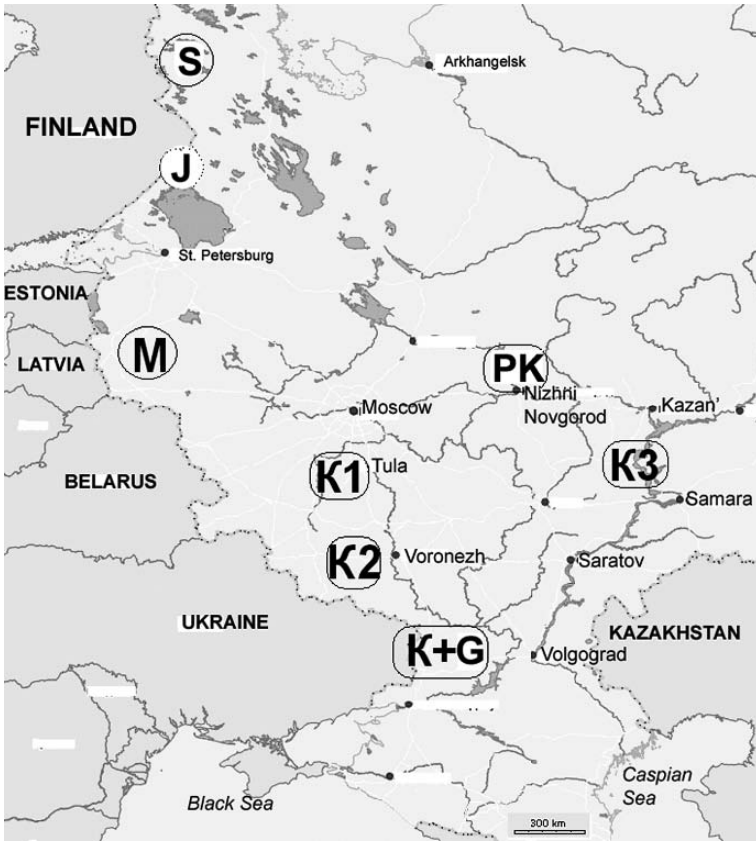 S
Arkhangelsk
FINLAND
J
St. Petersburg
ESTONIA
LATVIA
M
PK
Nizhni
Novgorod
Moscow
Kazan'
BELARUS
K1
Tula
K3
Samara
K2
Voronezh
Saratov
UKRAINE
KAZAKHSTAN
K+G
Volgograd
Caspian
Sea
Black Sea
300 km